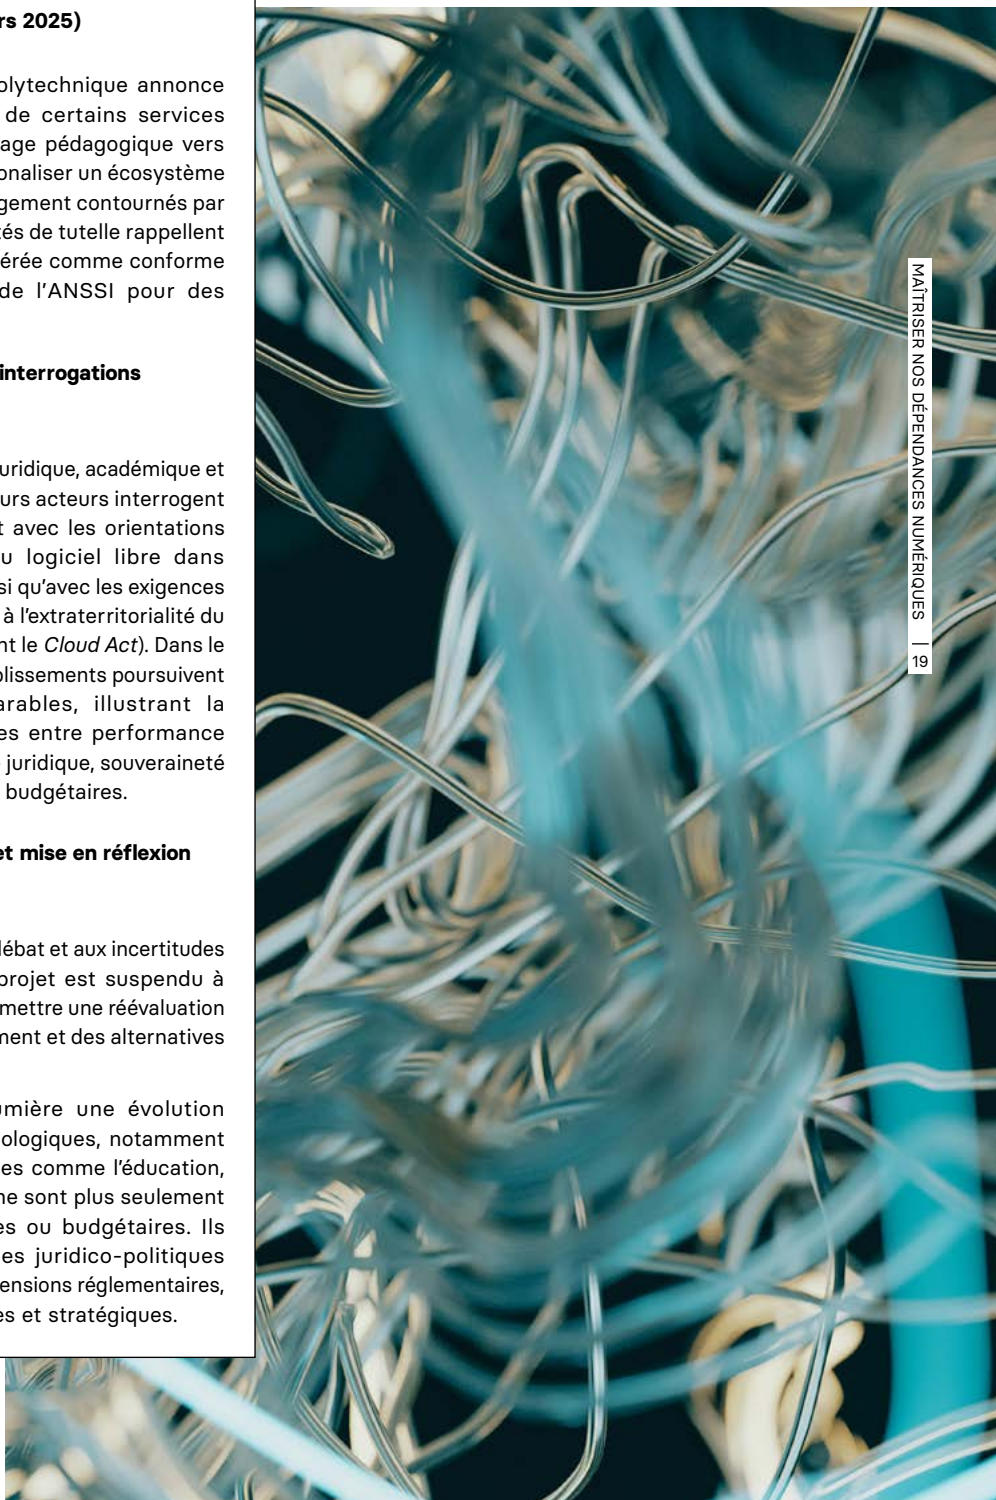 rs 2025)
olytechnique annonce
de certains services
age pédagogique vers
onaliser un écosystème
gement contournés par
tés de tutelle rappellent
érée comme conforme
de l'ANSSI pour des
interrogations
uridique, académique et
urs acteurs interrogent
t avec les orientations
u logiciel libre dans
si qu'avec les exigences
à l'extraterritorialité du
nt le Cloud Act). Dans le
blissements poursuivent
arables, illustrant la
es entre performance
juridique, souveraineté
budgétaires.
et mise en réflexion
débat et aux incertitudes
projet est suspendu à
mettre une réévaluation
ment et des alternatives
umière une évolution
ologiques, notamment
es comme l'éducation,
ne sont plus seulement
es ou budgétaires. Ils
es juridico-politiques
ensions réglementaires,
es et stratégiques.
MAÎTRISER NOS DÉPENDANCES NUMÉRIQUES | 19